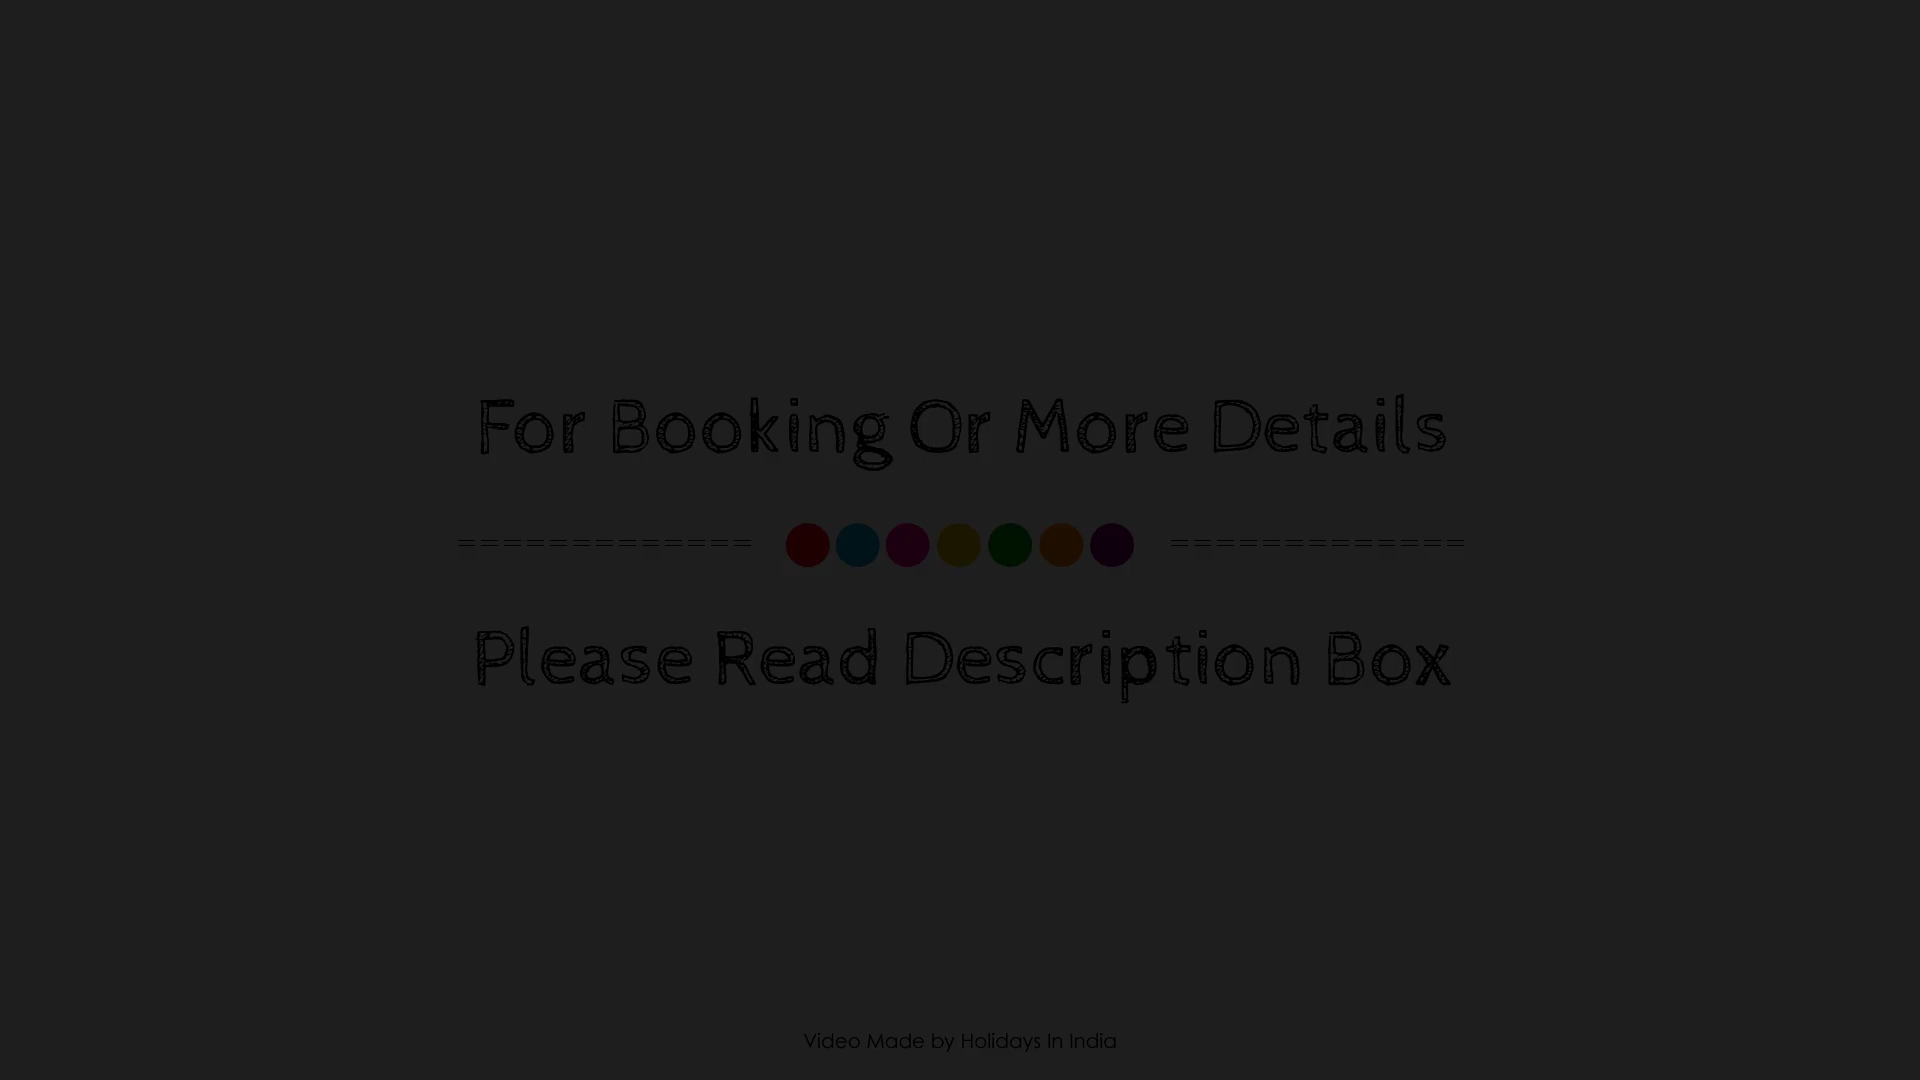 For Booking Or More Details
============= =============
Please Read Description Box
Video Made by Holidays In India